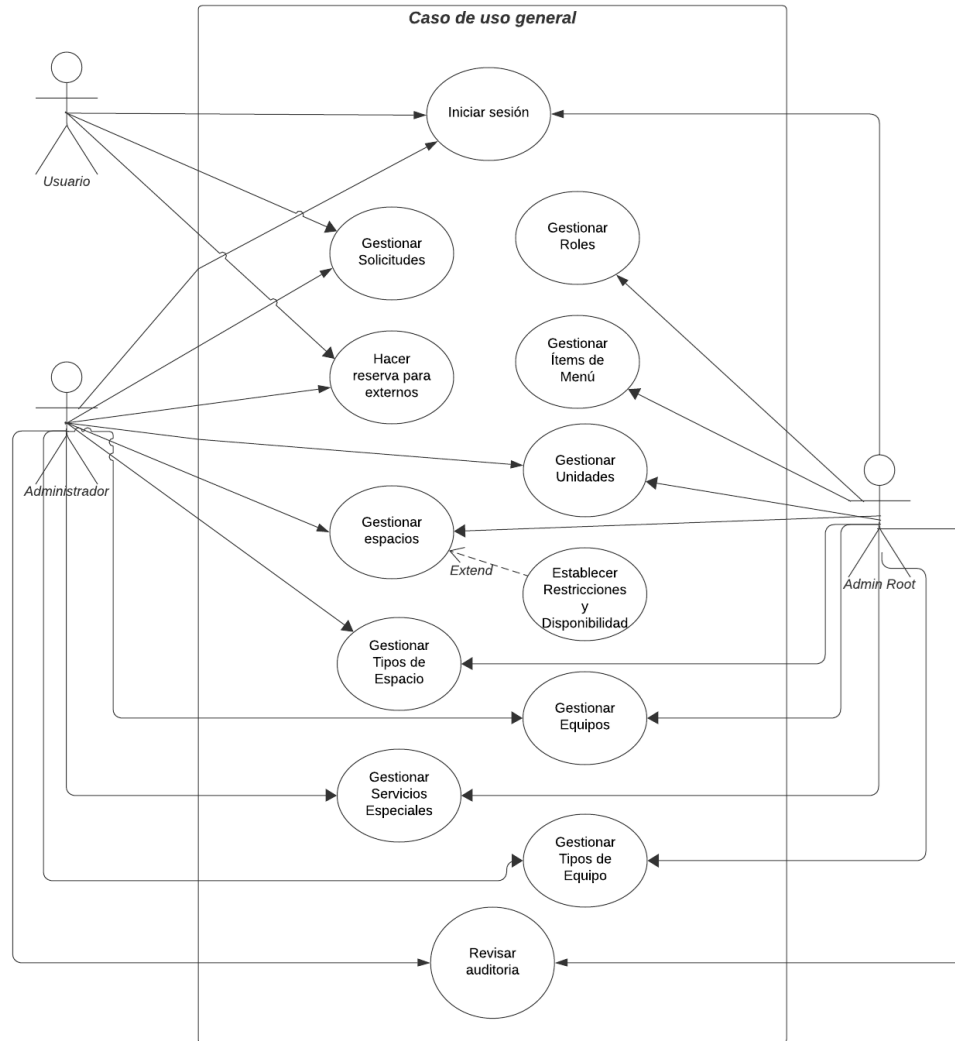 Caso de uso general
Iniciar sesión
Usuario
Gestionar
Solicitudes
Gestionar
Roles
Hacer
reserva para
externos
Gestionar
Ítems de
Menú
Administrador
Gestionar
Unidades
Gestionar
espacios
Extend
Establecer
Restricciones
y
Disponibilidad
Admin Root
Gestionar
Tipos de
Espacio
Gestionar
Equipos
Gestionar
Servicios
Especiales
Gestionar
Tipos de
Equipo
Revisar
auditoria